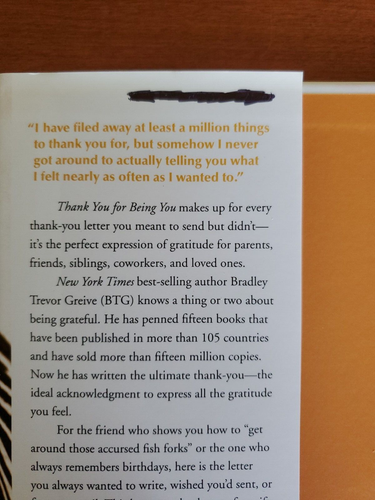 “I have filed away at least a million things
to thank you for, but somehow I never
got around to actually telling you what
I felt nearly as often as I wanted to.”
Thank You for Being You makes up for every
thank-you letter you meant to send but didn’t—
it’s the perfect expression of gratitude for parents,
friends, siblings, coworkers, and loved ones.
New York Times best-selling author Bradley
Trevor Greive (BTG) knows a thing or two about
being grateful. He has penned fifteen books that
have been published in more than 105 countries
and have sold more than fifteen million copies.
Now he has written the ultimate thank-you—the
ideal acknowledgment to express all the gratitude
you feel.
For the friend who shows you how to “get
around those accursed fish forks” or the one who
always remembers birthdays, here is the letter
you always wanted to write, wished you’d sent, or